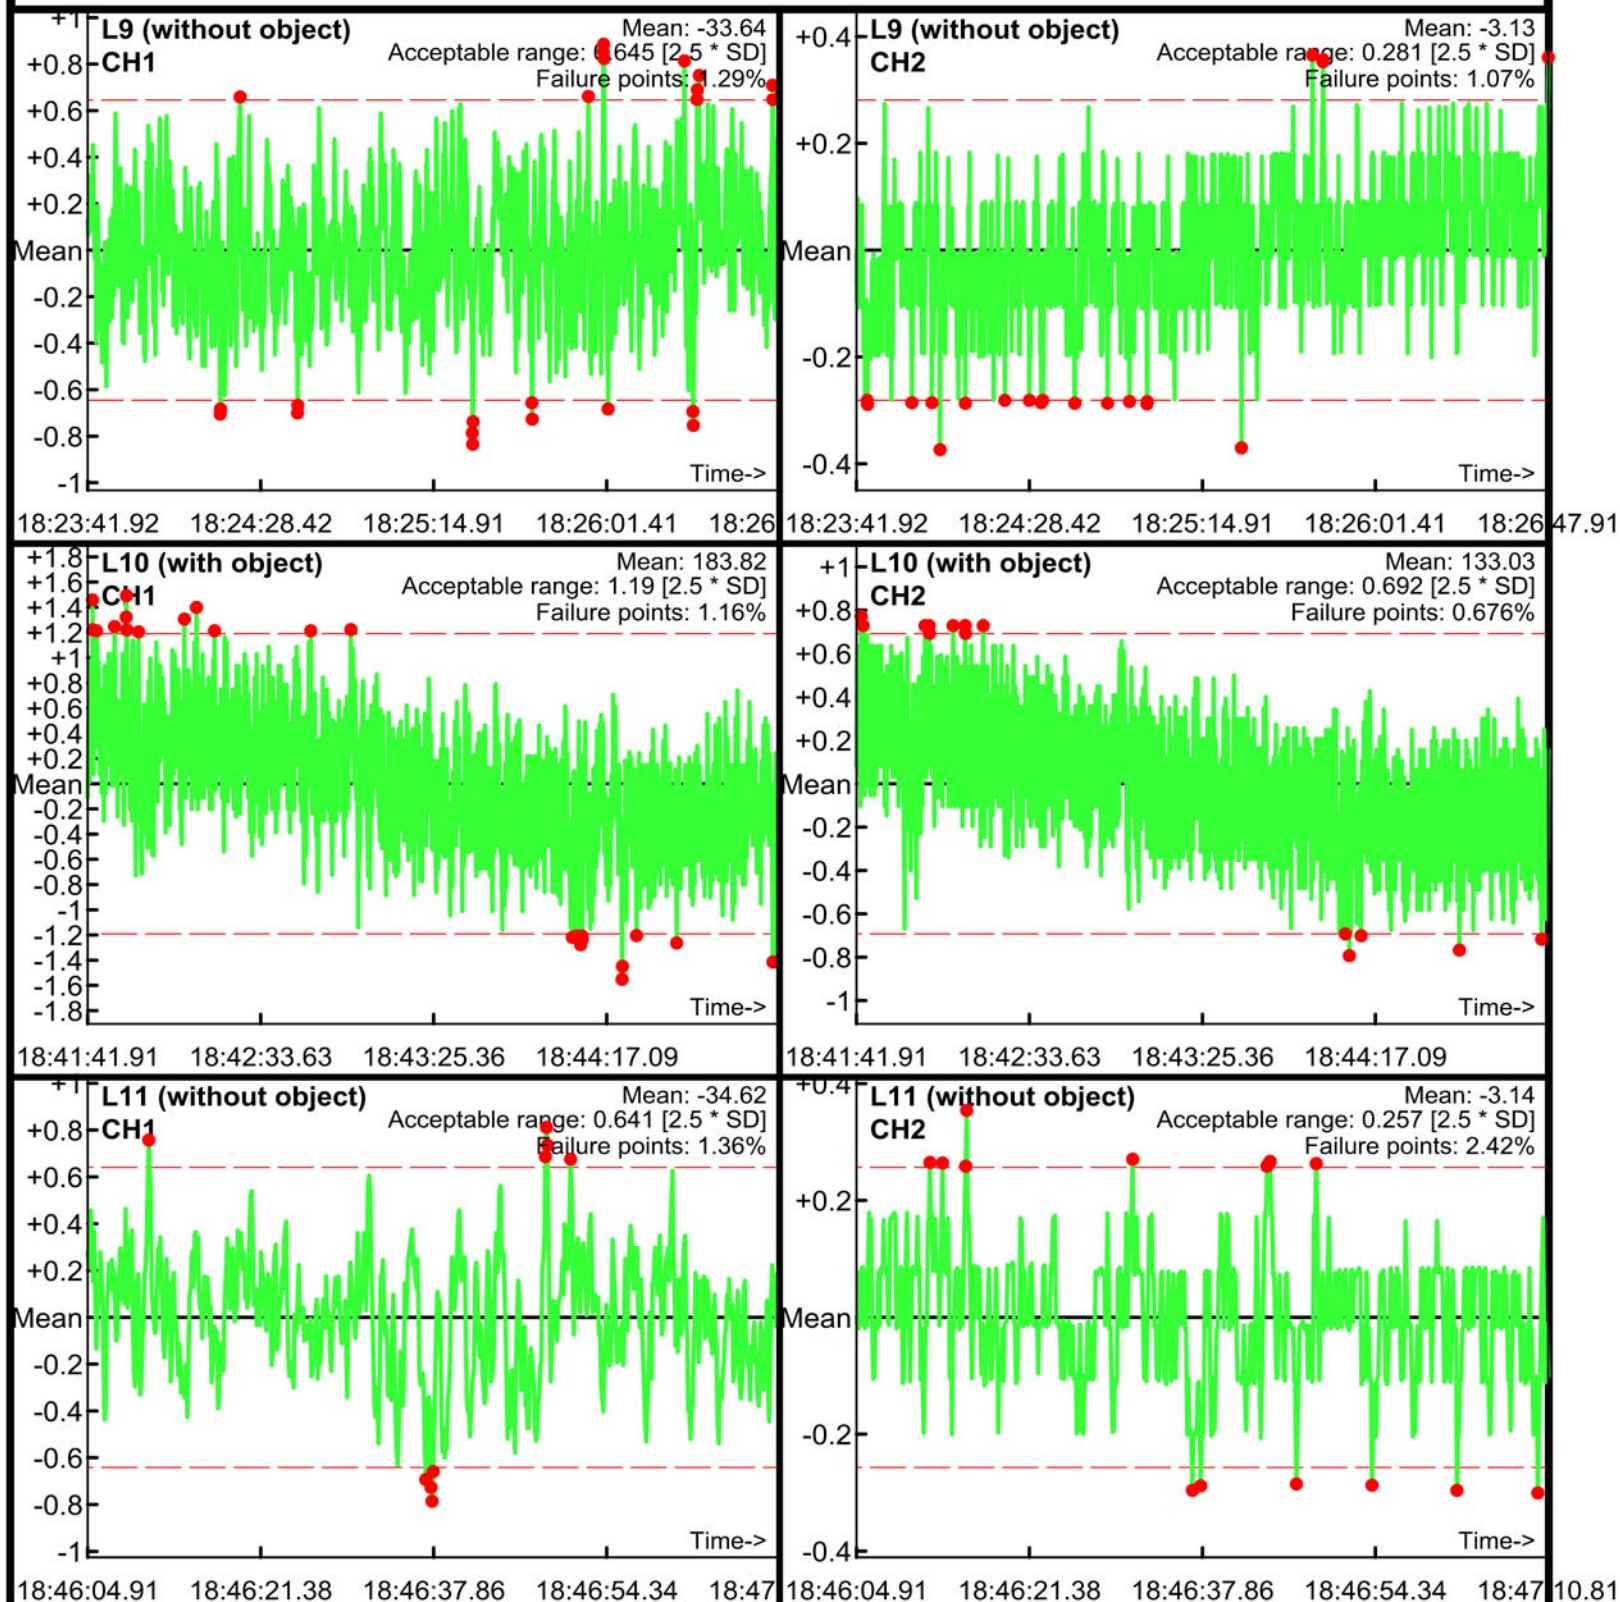 L9 (without object)
CH1
Mean: -33.64
Acceptable range: 0.645 [2.5 * SD]
Failure points: 1.29%
+1
+0.8
+0.6
+0.4
+0.2
Mean
-0.2
-0.4
-0.6
-0.8
-1
Time->
18:23:41.92 18:24:28.42 18:25:14.91 18:26:01.41 18:26
L9 (without object)
CH2
Mean: -3.13
Acceptable range: 0.281 [2.5 * SD]
Failure points: 1.07%
+0.4
+0.2
Mean
-0.2
-0.4
Time->
18:23:41.92 18:24:28.42 18:25:14.91 18:26:01.41 18:26:47.91
L10 (with object)
CH1
Mean: 183.82
Acceptable range: 1.19 [2.5 * SD]
Failure points: 1.16%
+1.8
+1.6
+1.4
+1.2
+1
+0.8
+0.6
+0.4
+0.2
Mean
-0.2
-0.4
-0.6
-0.8
-1
-1.2
-1.4
-1.6
-1.8
Time->
18:41:41.91 18:42:33.63 18:43:25.36 18:44:17.09
L10 (with object)
CH2
Mean: 133.03
Acceptable range: 0.692 [2.5 * SD]
Failure points: 0.676%
+1
+0.8
+0.6
+0.4
+0.2
Mean
-0.2
-0.4
-0.6
-0.8
-1
Time->
18:41:41.91 18:42:33.63 18:43:25.36 18:44:17.09
L11 (without object)
CH1
Mean: -34.62
Acceptable range: 0.641 [2.5 * SD]
Failure points: 1.36%
+1
+0.8
+0.6
+0.4
+0.2
Mean
-0.2
-0.4
-0.6
-0.8
-1
Time->
18:46:04.91 18:46:21.38 18:46:37.86 18:46:54.34 18:47
L11 (without object)
CH2
Mean: -3.14
Acceptable range: 0.257 [2.5 * SD]
Failure points: 2.42%
+0.4
+0.2
Mean
-0.2
-0.4
Time->
18:46:04.91 18:46:21.38 18:46:37.86 18:46:54.34 18:47:10.81